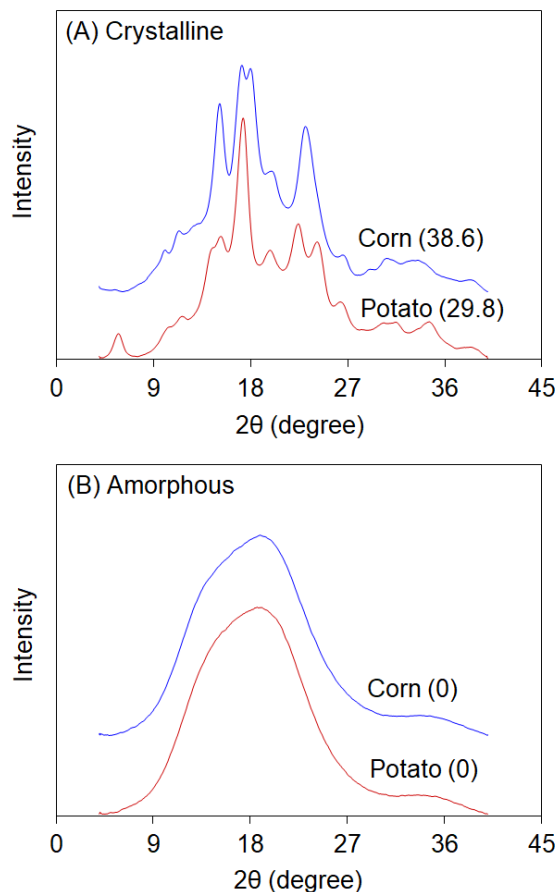 (A) Crystalline
Intensity
Corn (38.6)
Potato (29.8)
0 9 18 27 36 45
2θ (degree)
(B) Amorphous
Intensity
Corn (0)
Potato (0)
0 9 18 27 36 45
2θ (degree)